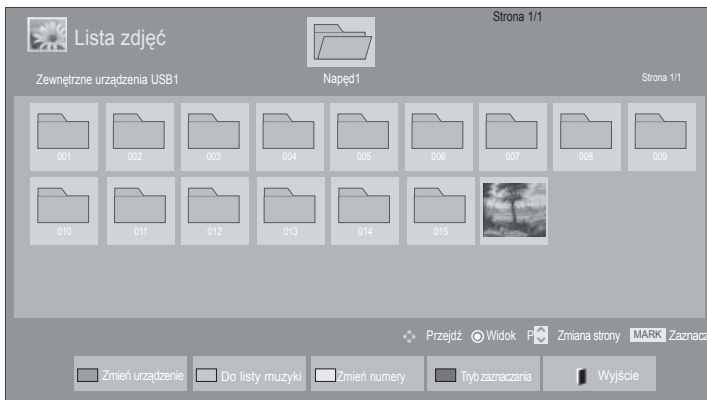 Strona 1/1
Lista zdjęć
Zewnętrzne urządzenia USB1
Napęd1
Strona 1/1
001 002 003 004 005 006 007 008 009
010 011 012 013 014 015
Przejdź Widok P Zmiana strony MARK Zaznacz
Zmień urządzenie Do listy muzyki Zmień numery Tryb zaznaczania Wyjście